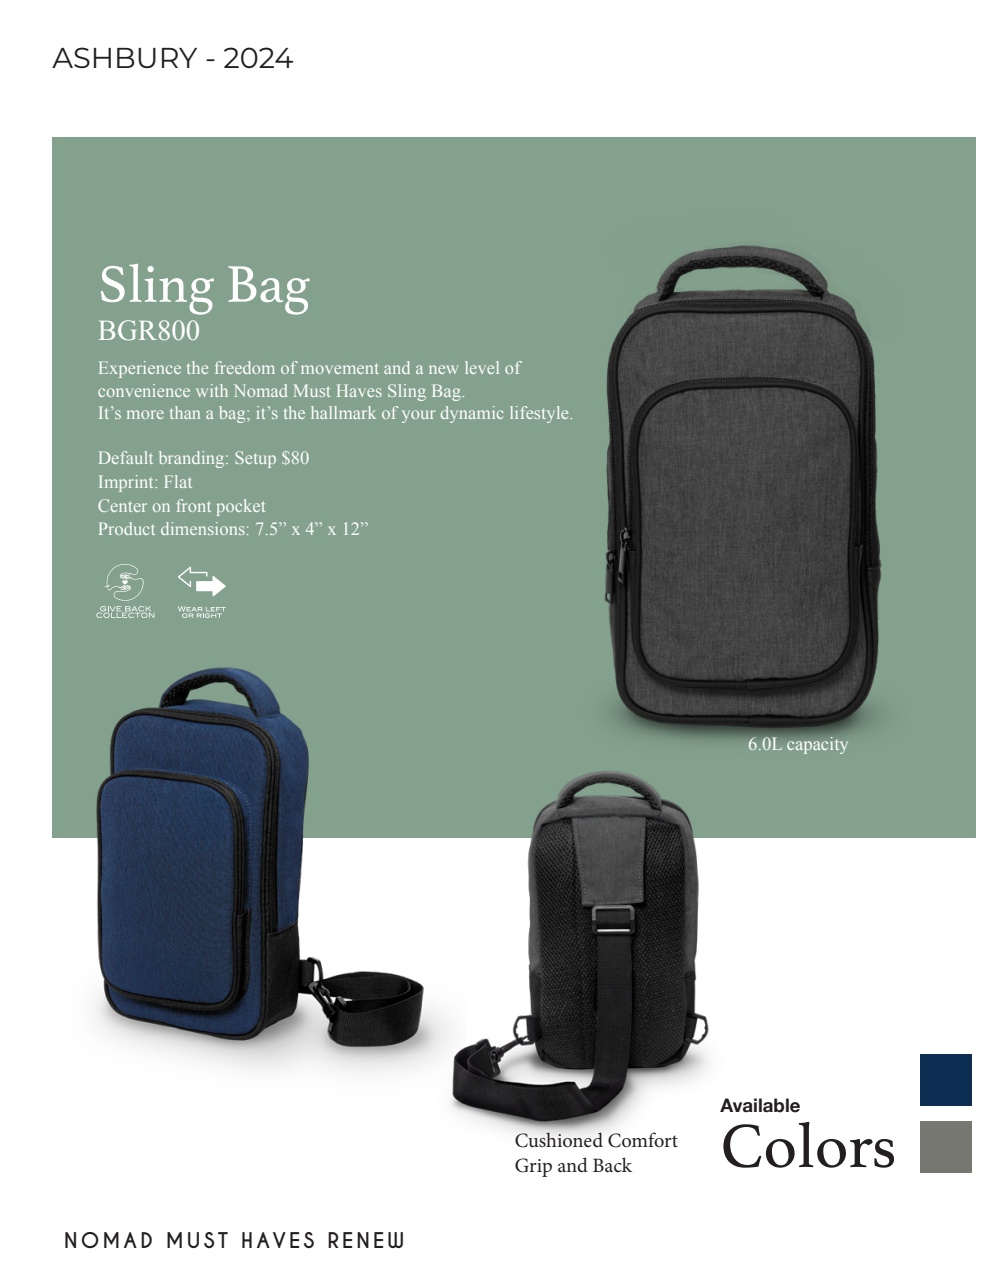 ASHBURY - 2024
Sling Bag
BGR800
Experience the freedom of movement and a new level of
convenience with Nomad Must Haves Sling Bag.
It’s more than a bag; it’s the hallmark of your dynamic lifestyle.
Default branding: Setup $80
Imprint: Flat
Center on front pocket
Product dimensions: 7.5” x 4” x 12”
GIVE BACK
COLLECTON
WEAR LEFT
OR RIGHT
6.0L capacity
Cushioned Comfort
Grip and Back
Available
Colors
NOMAD MUST HAVES RENEW